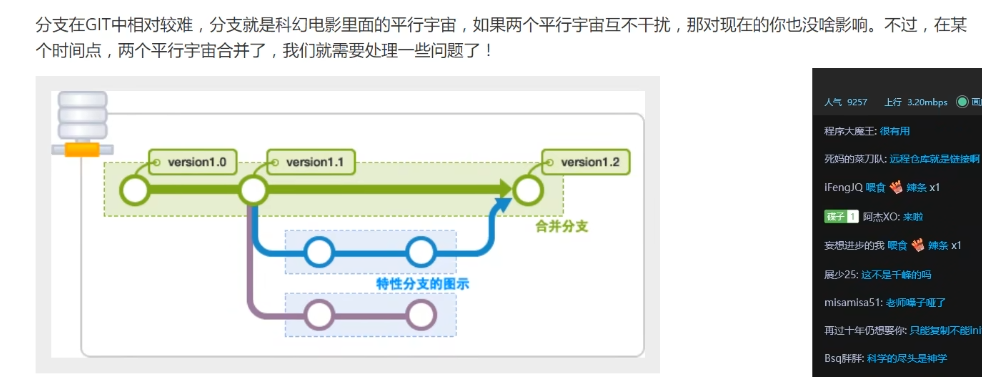 分支在GIT中相对较难，分支就是科幻电影里面的平行宇宙，如果两个平行宇宙互不干扰，那对现在的你也没啥影响。不过，在某
个时间点，两个平行宇宙合并了，我们就需要处理一些问题了！
version1.0
version1.1
version1.2
合并分支
特性分支的图示
人气 9257 上行 3.20mbps
程序大魔王: 很有用
死妈的菜刀队: 远程仓库就是链接啊
iFengJQ 喂食 辣条 x1
筷子 1 阿杰XO: 来啦
妄想进步的我 喂食 辣条 x1
展少25: 这不是千峰的吗
misamisa51: 老师嗓子哑了
再过十年仍想娶你: 只能复制不能ini
Bsq胖胖: 科学的尽头是神学